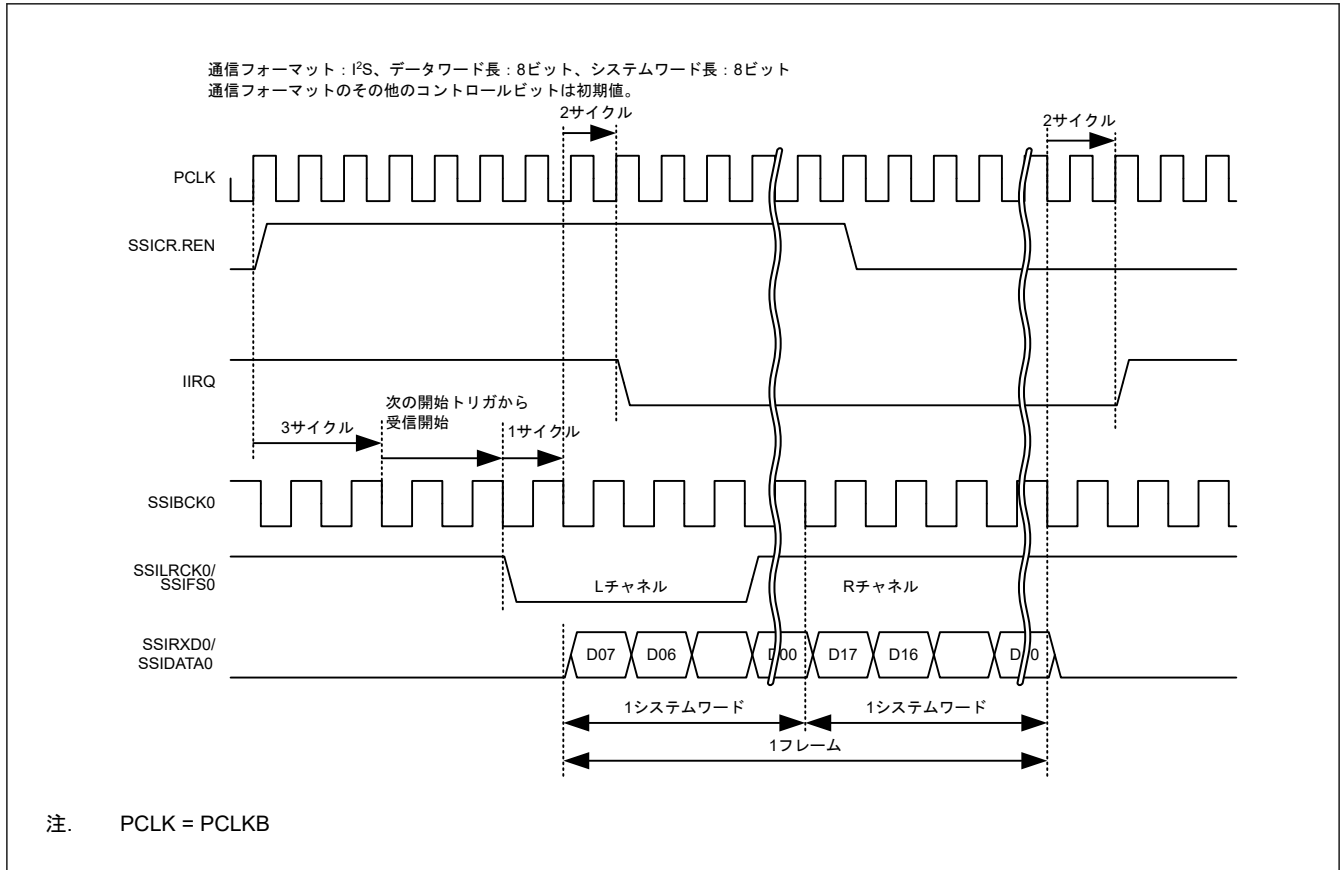 通信フォーマット：I²S、データワード長：8ビット、システムワード長：8ビット
通信フォーマットのその他のコントロールビットは初期値。
2サイクル
2サイクル
PCLK
SSICR.REN
IIRQ
次の開始トリガから
受信開始
3サイクル
1サイクル
SSIBCK0
SSILRCK0/
SSIFS0
Lチャネル
Rチャネル
SSIRXD0/
SSIDATA0
D07
D06
D00
D17
D16
1システムワード
1システムワード
1フレーム
注. PCLK = PCLKB